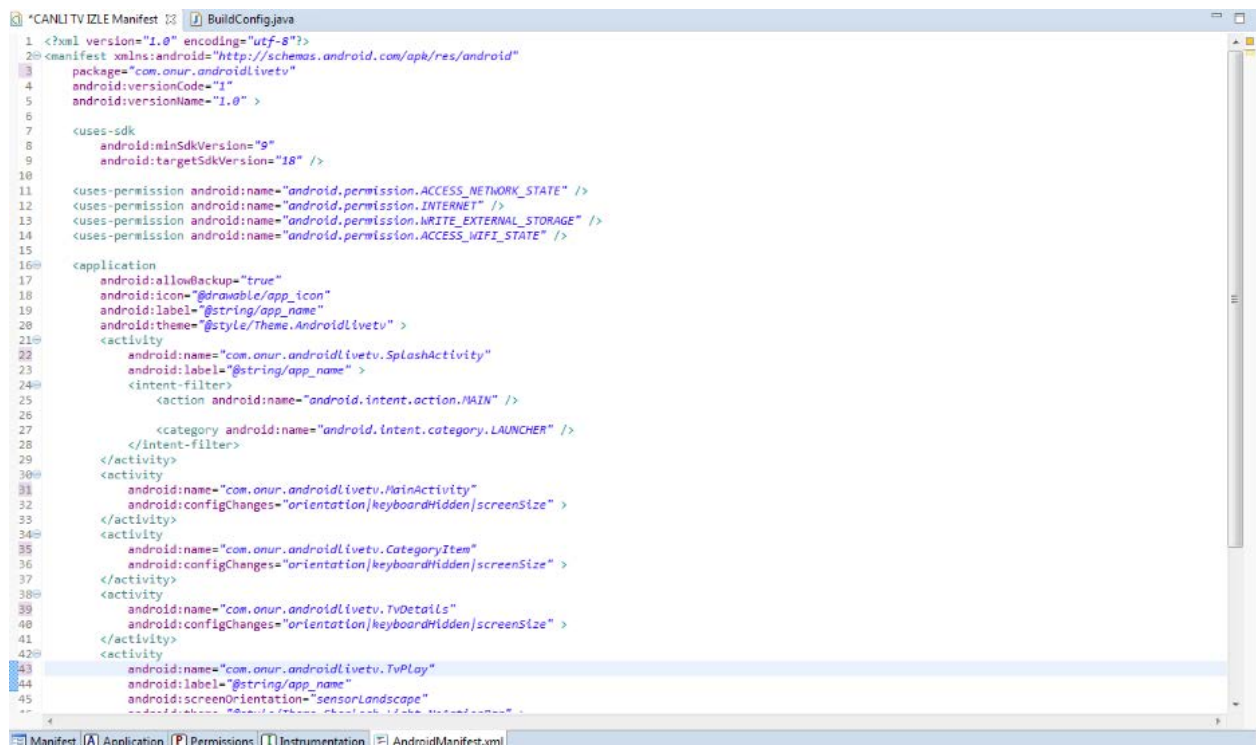 *CANLI TV IZLE Manifest BuildConfig.java
1 <?xml version="1.0" encoding="utf-8"?>
2 <manifest xmlns:android="http://schemas.android.com/apk/res/android"
3 package="com.onur.androidlivetv"
4 android:versionCode="1"
5 android:versionName="1.0" >
6
7 <uses-sdk
8 android:minSdkVersion="9"
9 android:targetSdkVersion="18" />
10
11 <uses-permission android:name="android.permission.ACCESS_NETWORK_STATE" />
12 <uses-permission android:name="android.permission.INTERNET" />
13 <uses-permission android:name="android.permission.WRITE_EXTERNAL_STORAGE" />
14 <uses-permission android:name="android.permission.ACCESS_WIFI_STATE" />
15
16 <application
17 android:allowBackup="true"
18 android:icon="@drawable/app_icon"
19 android:label="@string/app_name"
20 android:theme="@style/Theme.Androidlivetv" >
21 <activity
22 android:name="com.onur.androidlivetv.SplashActivity"
23 android:label="@string/app_name" >
24 <intent-filter>
25 <action android:name="android.intent.action.MAIN" />
26
27 <category android:name="android.intent.category.LAUNCHER" />
28 </intent-filter>
29 </activity>
30 <activity
31 android:name="com.onur.androidlivetv.MainActivity"
32 android:configChanges="orientation|keyboardHidden|screenSize" >
33 </activity>
34 <activity
35 android:name="com.onur.androidlivetv.CategoryItem"
36 android:configChanges="orientation|keyboardHidden|screenSize" >
37 </activity>
38 <activity
39 android:name="com.onur.androidlivetv.TvDetails"
40 android:configChanges="orientation|keyboardHidden|screenSize" >
41 </activity>
42 <activity
43 android:name="com.onur.androidlivetv.TvPlay"
44 android:label="@string/app_name"
45 android:screenOrientation="sensorLandscape"
Manifest A Application P Permissions I Instrumentation AndroidManifest.xml